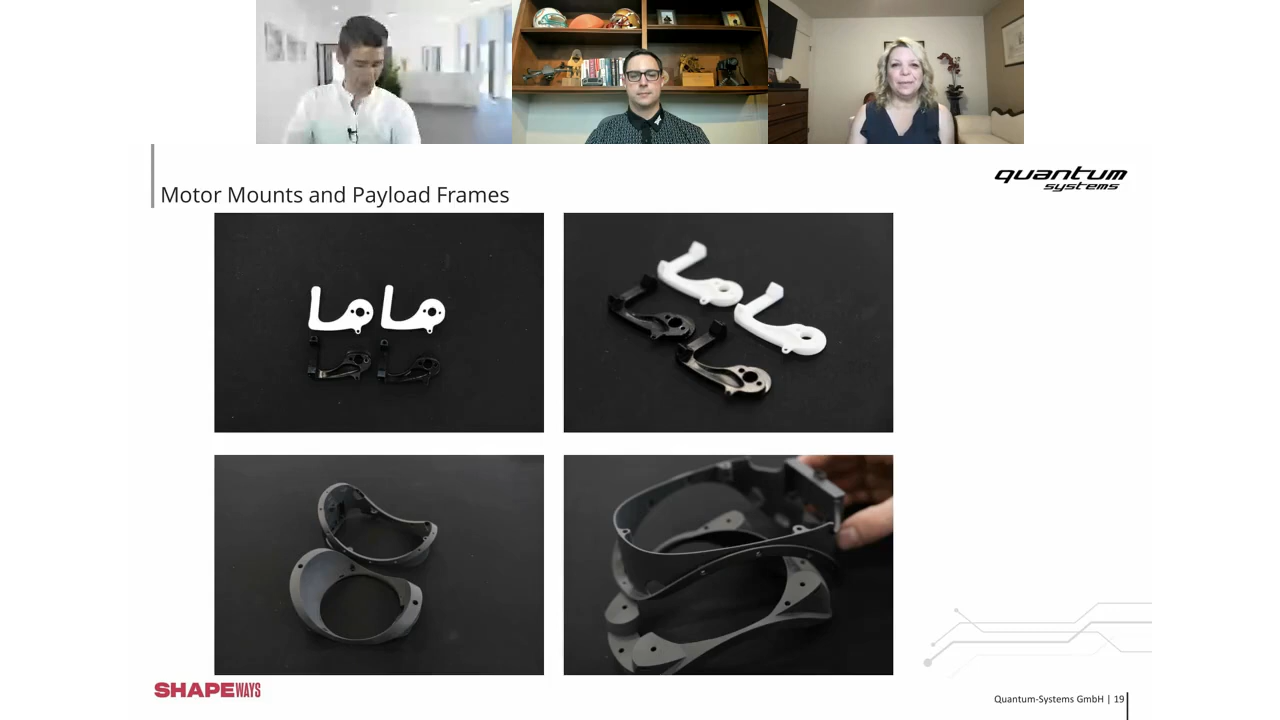 quantum
systems
Motor Mounts and Payload Frames
SHAPEWAYS
Quantum-Systems GmbH | 19